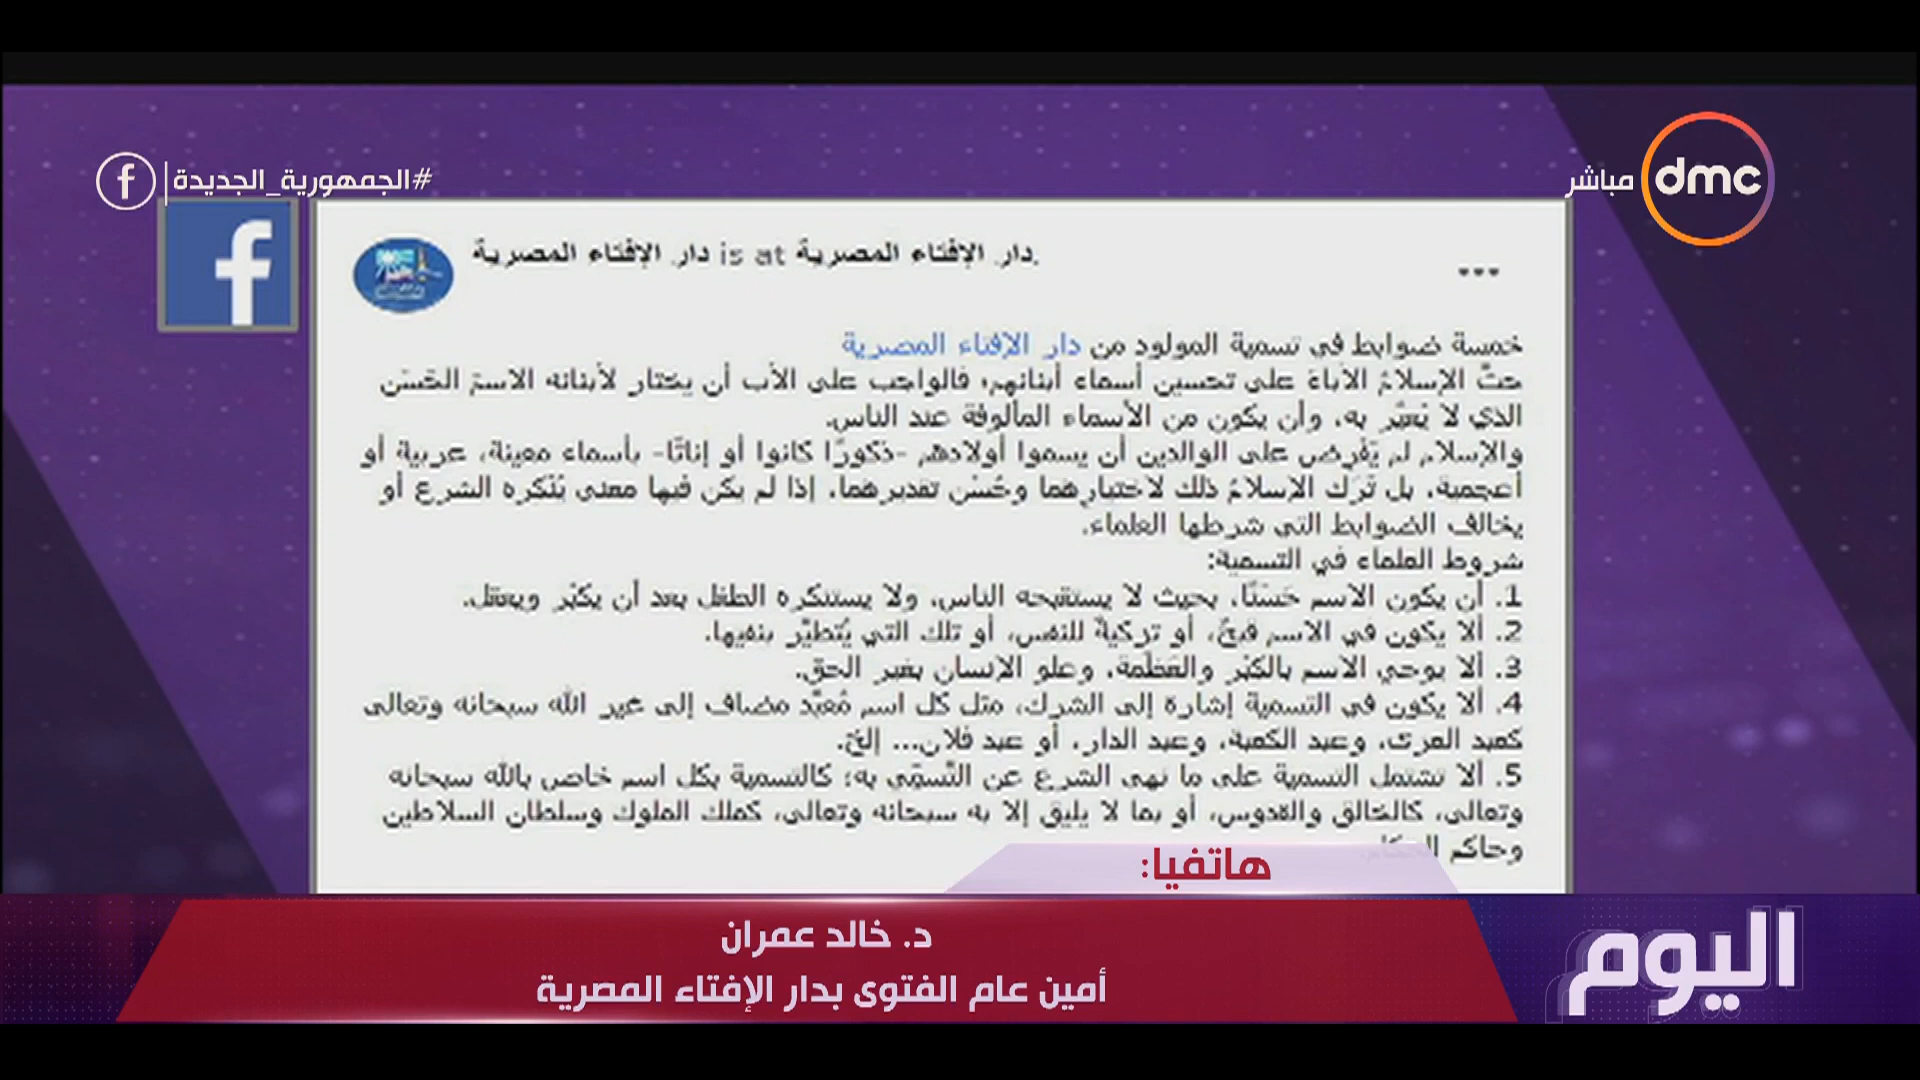 #الجمهورية_الجديدة
مباشر
dmc
دار الإفتاء المصرية is at دار الإفتاء المصرية.
خمسة ضوابط في تسمية المولود من دار الإفتاء المصرية
حثَّ الإسلامُ الآباءَ على تحسين أسماء أبنائهم؛ فالواجب على الأب أن يختار لأبنائه الاسمَ الحَسَن
الذي لا يُعيَّر به، وأن يكون من الأسماء المألوفة عند الناس.
والإسلام لم يَفْرِض على الوالدين أن يسموا أولادهم -ذكورًا كانوا أو إناثًا- بأسماء معينة، عربية أو
أعجمية، بل تَرَك الإسلامُ ذلك لاختيارهما وحُسْن تقديرهما، إذا لم يكن فيها معنى يُنْكره الشرع أو
يخالف الضوابط التي شرطها العلماء.
شروط العلماء في التسمية:
1. أن يكون الاسم حَسَنًا، بحيث لا يستقبحه الناس، ولا يستنكره الطفل بعد أن يكبُر ويعقل.
2. ألا يكون في الاسم قبحٌ، أو تزكيةٌ للنفس، أو تلك التي يُتطيَّر بنفيها.
3. ألا يوحي الاسم بالكِبْر والعَظَمة، وعلو الإنسان بغير الحق.
4. ألا يكون في التسمية إشارة إلى الشرك، مثل كل اسم مُعبَّد مضاف إلى غير الله سبحانه وتعالى
كعبد العزى، وعبد الكعبة، وعبد الدار، أو عبد فلان... إلخ.
5. ألا تشتمل التسمية على ما نهى الشرع عن التَّسمِّي به؛ كالتسمية بكل اسم خاص بالله سبحانه
وتعالى، كالخالق والقدوس، أو بما لا يليق إلا به سبحانه وتعالى، كملك الملوك وسلطان السلاطين
وحاكم الحكام
هاتفيا:
د. خالد عمران
أمين عام الفتوى بدار الإفتاء المصرية
اليوم